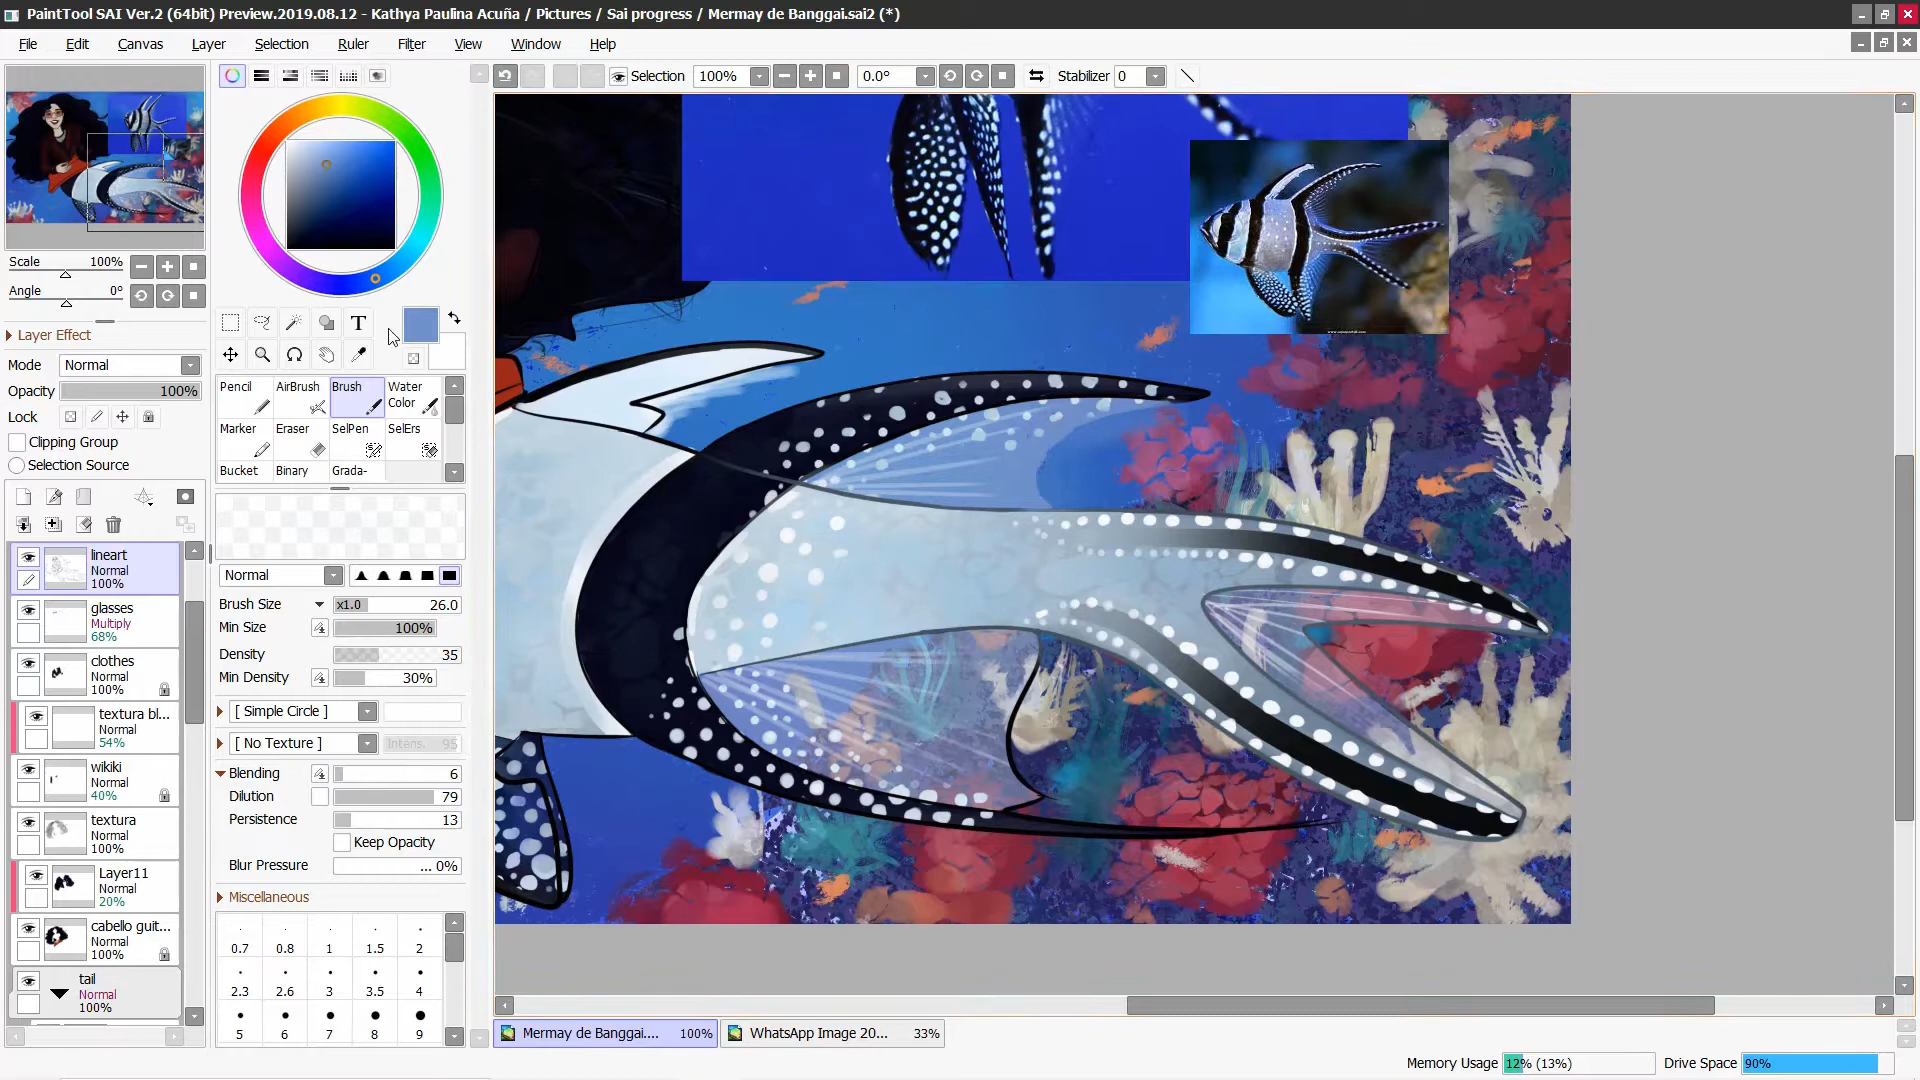 PaintTool SAI Ver.2 (64bit) Preview.2019.08.12 - Kathya Paulina Acuña / Pictures / Sai progress / Mermay de Banggai.sai2 (*)
File Edit Canvas Layer Selection Ruler Filter View Window Help
Selection 100% 0.0° Stabilizer 0
Scale 100%
Angle 0°
Layer Effect
Mode Normal
Opacity 100%
Lock
Clipping Group
Selection Source
lineart
Normal
100%
glasses
Multiply
68%
clothes
Normal
100%
textura bl...
Normal
54%
wikiki
Normal
40%
textura
Normal
100%
Layer11
Normal
20%
cabello guit...
Normal
100%
tail
Normal
100%
T
Pencil AirBrush Brush Water Color
Marker Eraser SelPen SelErs
Bucket Binary Grada-
Normal
Brush Size x1.0 26.0
Min Size 100%
Density 35
Min Density 30%
[ Simple Circle ]
[ No Texture ] Intens. 95
Blending 6
Dilution 79
Persistence 13
Keep Opacity
Blur Pressure ... 0%
Miscellaneous
0.7 0.8 1 1.5 2
2.3 2.6 3 3.5 4
5 6 7 8 9
Mermay de Banggai.... 100% WhatsApp Image 20... 33%
Memory Usage 12% (13%) Drive Space 90%